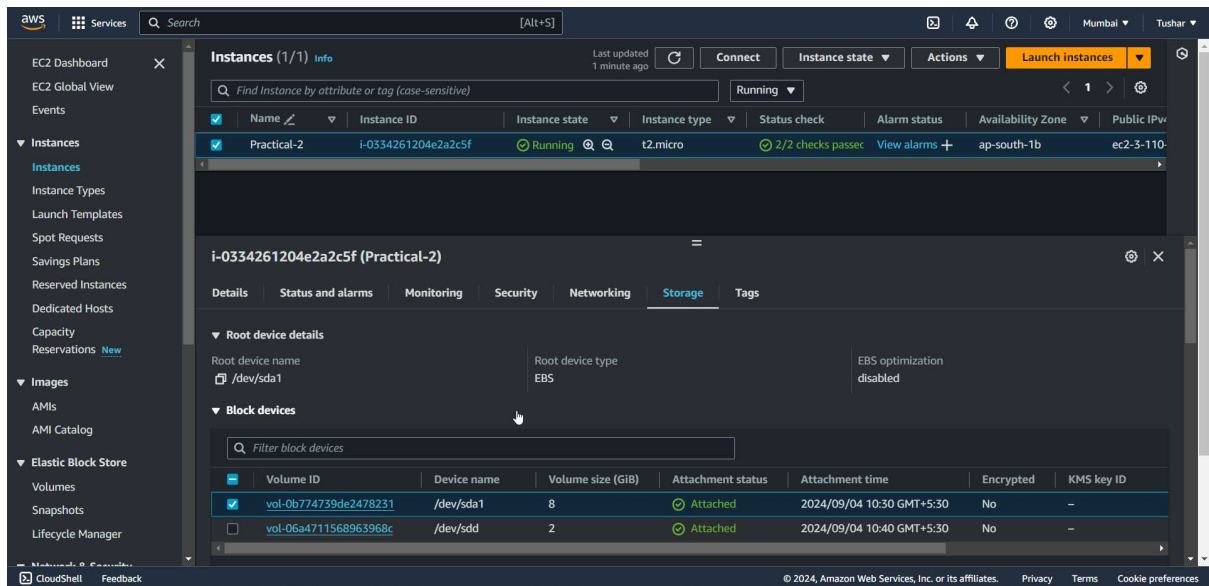 aws Services Search [Alt+S] Mumbai Tushar
EC2 Dashboard
EC2 Global View
Events
Instances
Instances
Instance Types
Launch Templates
Spot Requests
Savings Plans
Reserved Instances
Dedicated Hosts
Capacity
Reservations New
Images
AMIs
AMI Catalog
Elastic Block Store
Volumes
Snapshots
Lifecycle Manager
Network & Security
Instances (1/1) Info
Last updated
1 minute ago
Connect Instance state Actions Launch instances
Find Instance by attribute or tag (case-sensitive) Running 1
Name Instance ID Instance state Instance type Status check Alarm status Availability Zone Public IPv4
Practical-2 i-0334261204e2a2c5f Running t2.micro 2/2 checks passec View alarms + ap-south-1b ec2-3-110-
i-0334261204e2a2c5f (Practical-2)
Details Status and alarms Monitoring Security Networking Storage Tags
Root device details
Root device name Root device type EBS optimization
/dev/sda1 EBS disabled
Block devices
Filter block devices
Volume ID Device name Volume size (GiB) Attachment status Attachment time Encrypted KMS key ID
vol-0b774739de2478231 /dev/sda1 8 Attached 2024/09/04 10:30 GMT+5:30 No –
vol-06a4711568963968c /dev/sdd 2 Attached 2024/09/04 10:40 GMT+5:30 No –
CloudShell Feedback © 2024, Amazon Web Services, Inc. or its affiliates. Privacy Terms Cookie preferences